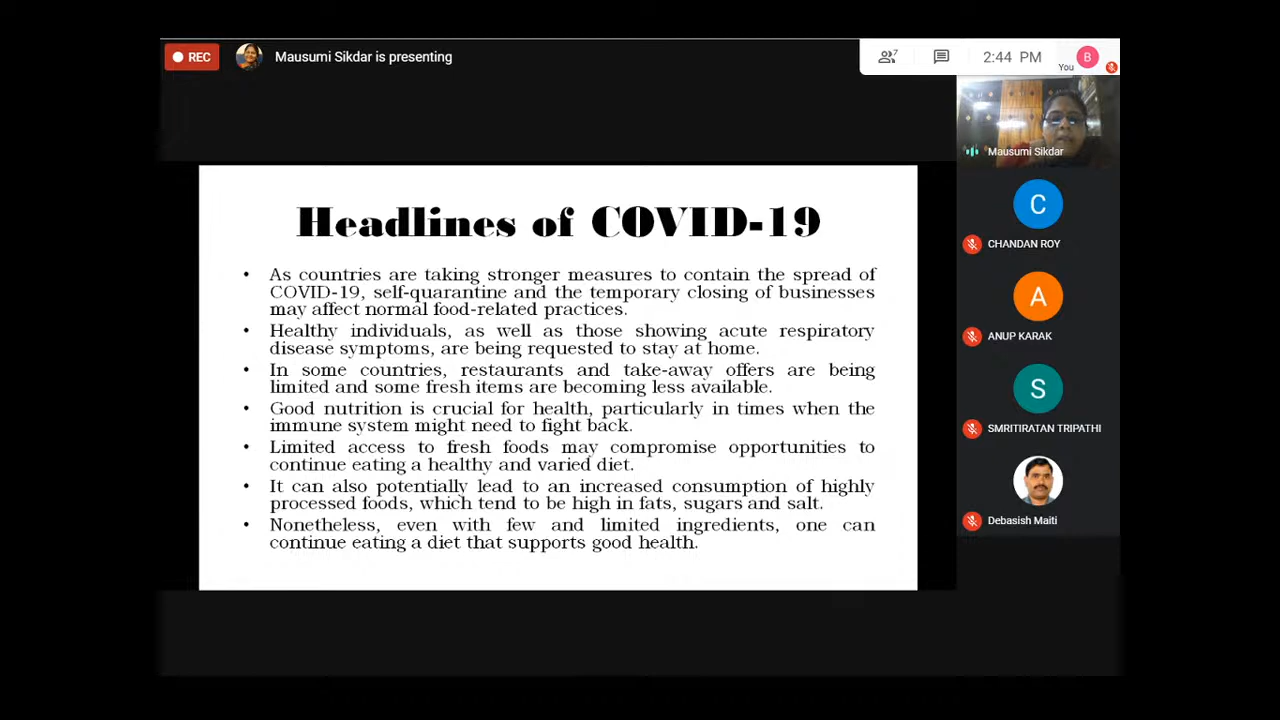 REC
Mausumi Sikdar is presenting
7
2:44 PM
You
B
Mausumi Sikdar
C
CHANDAN ROY
A
ANUP KARAK
S
SMRITIRATAN TRIPATHI
Debasish Maiti
Headlines of COVID-19
• As countries are taking stronger measures to contain the spread of
COVID-19, self-quarantine and the temporary closing of businesses
may affect normal food-related practices.
• Healthy individuals, as well as those showing acute respiratory
disease symptoms, are being requested to stay at home.
• In some countries, restaurants and take-away offers are being
limited and some fresh items are becoming less available.
• Good nutrition is crucial for health, particularly in times when the
immune system might need to fight back.
• Limited access to fresh foods may compromise opportunities to
continue eating a healthy and varied diet.
• It can also potentially lead to an increased consumption of highly
processed foods, which tend to be high in fats, sugars and salt.
• Nonetheless, even with few and limited ingredients, one can
continue eating a diet that supports good health.